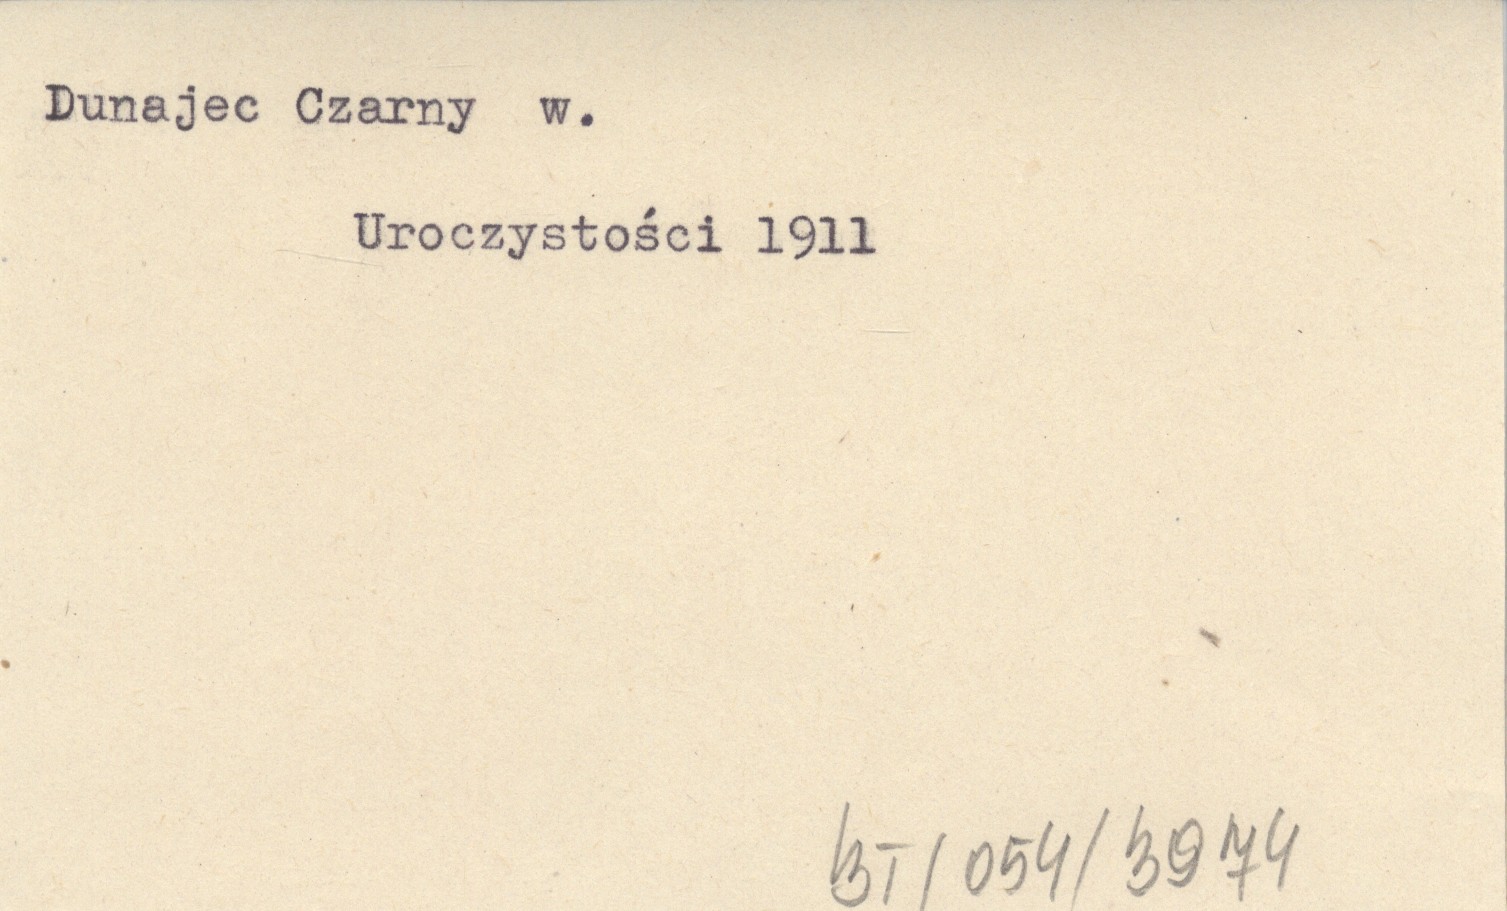 Dunajec Czarny w.
Uroczystości 1911
BT/054/3974